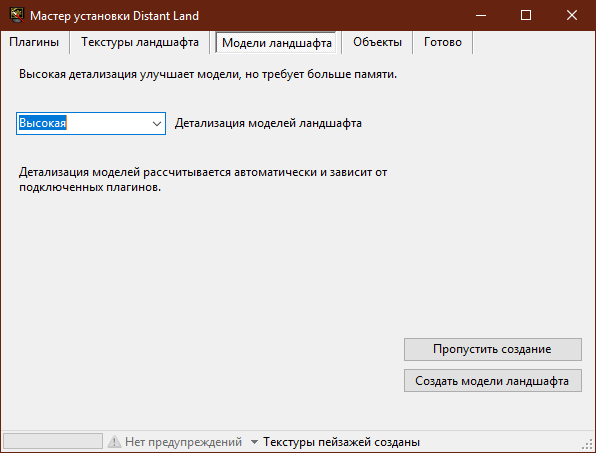 Мастер установки Distant Land
Плагины Текстуры ландшафта Модели ландшафта Объекты Готово
Высокая детализация улучшает модели, но требует больше памяти.
Высокая Детализация моделей ландшафта
Детализация моделей рассчитывается автоматически и зависит от
подключенных плагинов.
Пропустить создание
Создать модели ландшафта
Нет предупреждений Текстуры пейзажей созданы